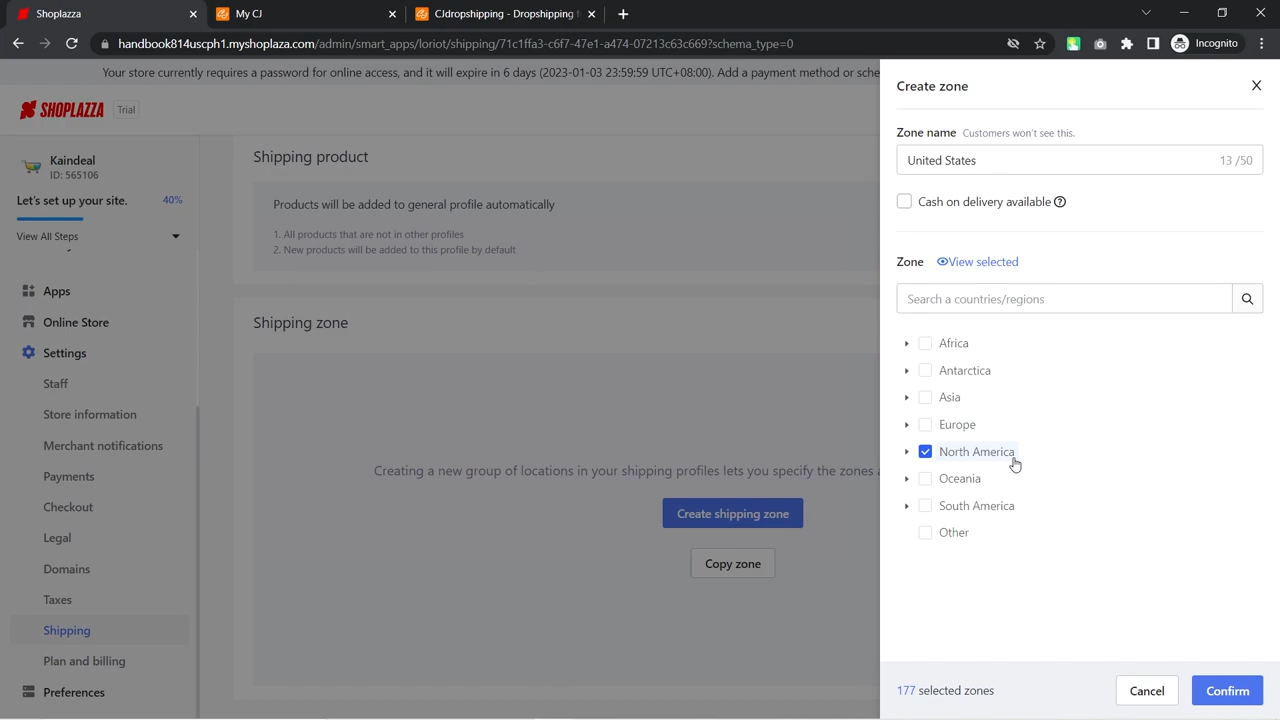 Shoplazza
My CJ
CJdropshipping - Dropshipping f
handbook814uscph1.myshoplaza.com/admin/smrt_apps/loriot/shipping/71c1ffa3-c6f7-47e1-a474-07213c63c669?schema_type=0
Incognito
Your store currently requires a password for online access, and it will expire in 6 days (2023-01-03 23:59:59 UTC+08:00). Add a payment method or sche
SHOPLAZZA
Trial
Kaindeal
ID: 565106
Let's set up your site.
40%
View All Steps
Apps
Online Store
Settings
Staff
Store information
Merchant notifications
Payments
Checkout
Legal
Domains
Taxes
Shipping
Plan and billing
Preferences
Shipping product
Products will be added to general profile automatically
1. All products that are not in other profiles
2. New products will be added to this profile by default
Shipping zone
Creating a new group of locations in your shipping profiles lets you specify the zones a
Create shipping zone
Copy zone
Create zone
Zone name Customers won't see this.
United States
13 /50
Cash on delivery available
Zone
View selected
Search a countries/regions
Africa
Antarctica
Asia
Europe
North America
Oceania
South America
Other
177 selected zones
Cancel
Confirm